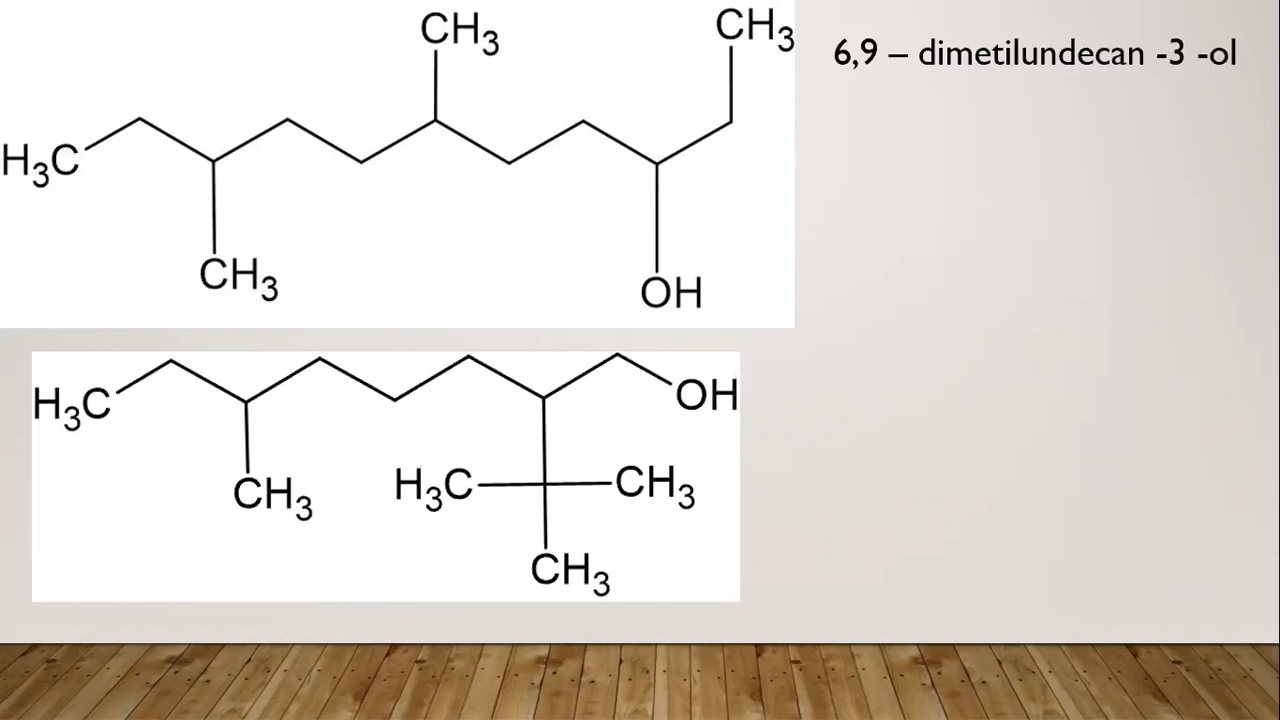 CH₃
CH₃
6,9 – dimetilundecan -3 -ol
H₃C
CH₃
OH
H₃C
OH
CH₃
H₃C
CH₃
CH₃